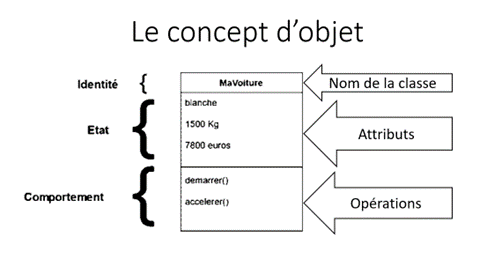 Le concept d'objet
Identité { MaVoiture Nom de la classe
Etat { blanche
1500 Kg
7800 euros
Attributs
Comportement { demarrer()
accelerer()
Opérations